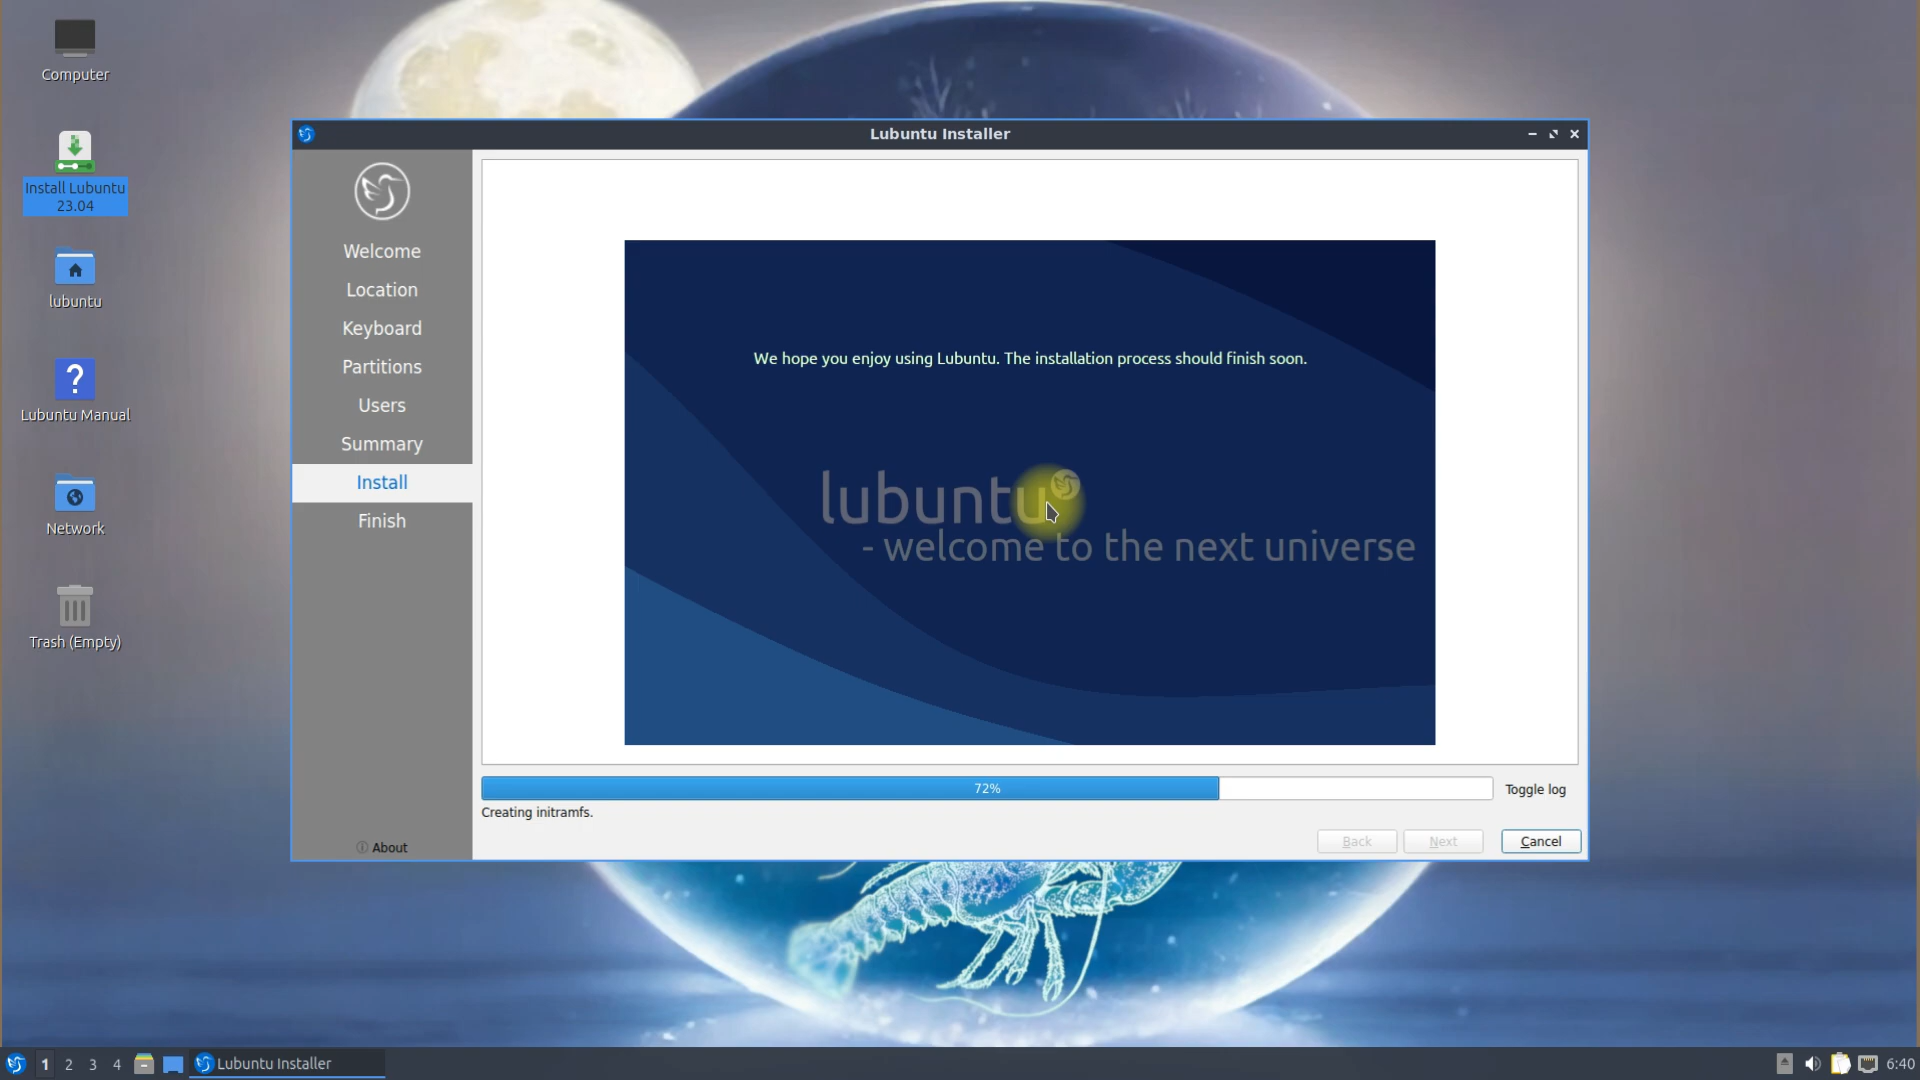 Computer
Install Lubuntu
23.04
lubuntu
Lubuntu Manual
Network
Trash (Empty)
Lubuntu Installer
Welcome
Location
Keyboard
Partitions
Users
Summary
Install
Finish
About
We hope you enjoy using Lubuntu. The installation process should finish soon.
lubuntu
- welcome to the next universe
72%
Toggle log
Creating initramfs.
Back
Next
Cancel
1 2 3 4
Lubuntu Installer
6:40